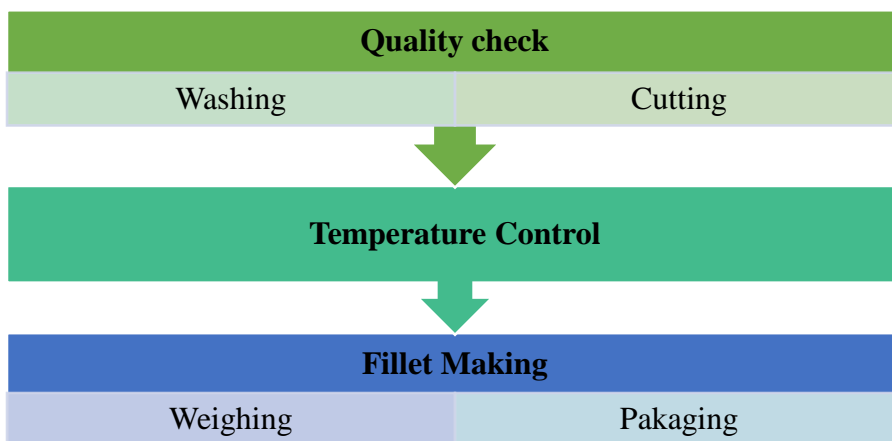 Quality check
Washing Cutting
Temperature Control
Fillet Making
Weighing Pakaging